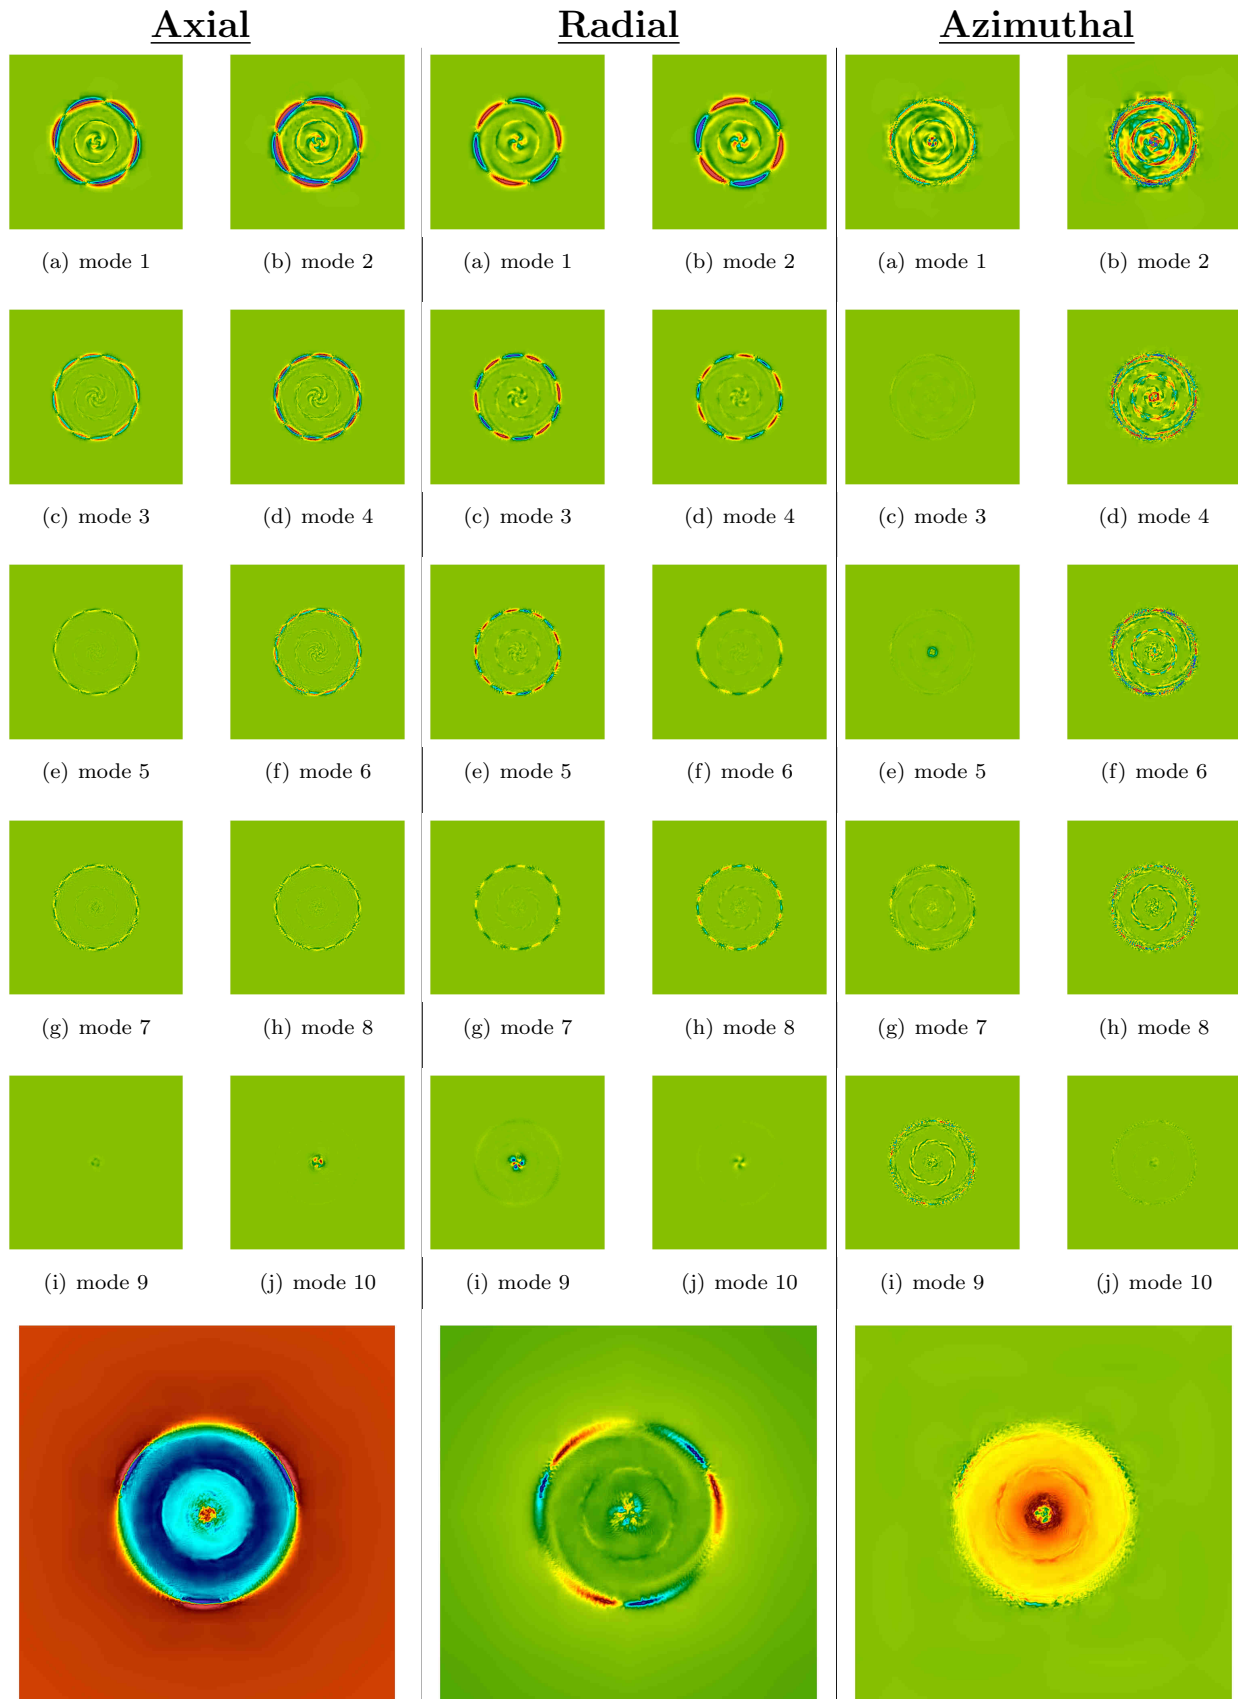 Axial Radial Azimuthal
(a) mode 1 (b) mode 2 (a) mode 1 (b) mode 2 (a) mode 1 (b) mode 2
(c) mode 3 (d) mode 4 (c) mode 3 (d) mode 4 (c) mode 3 (d) mode 4
(e) mode 5 (f) mode 6 (e) mode 5 (f) mode 6 (e) mode 5 (f) mode 6
(g) mode 7 (h) mode 8 (g) mode 7 (h) mode 8 (g) mode 7 (h) mode 8
(i) mode 9 (j) mode 10 (i) mode 9 (j) mode 10 (i) mode 9 (j) mode 10